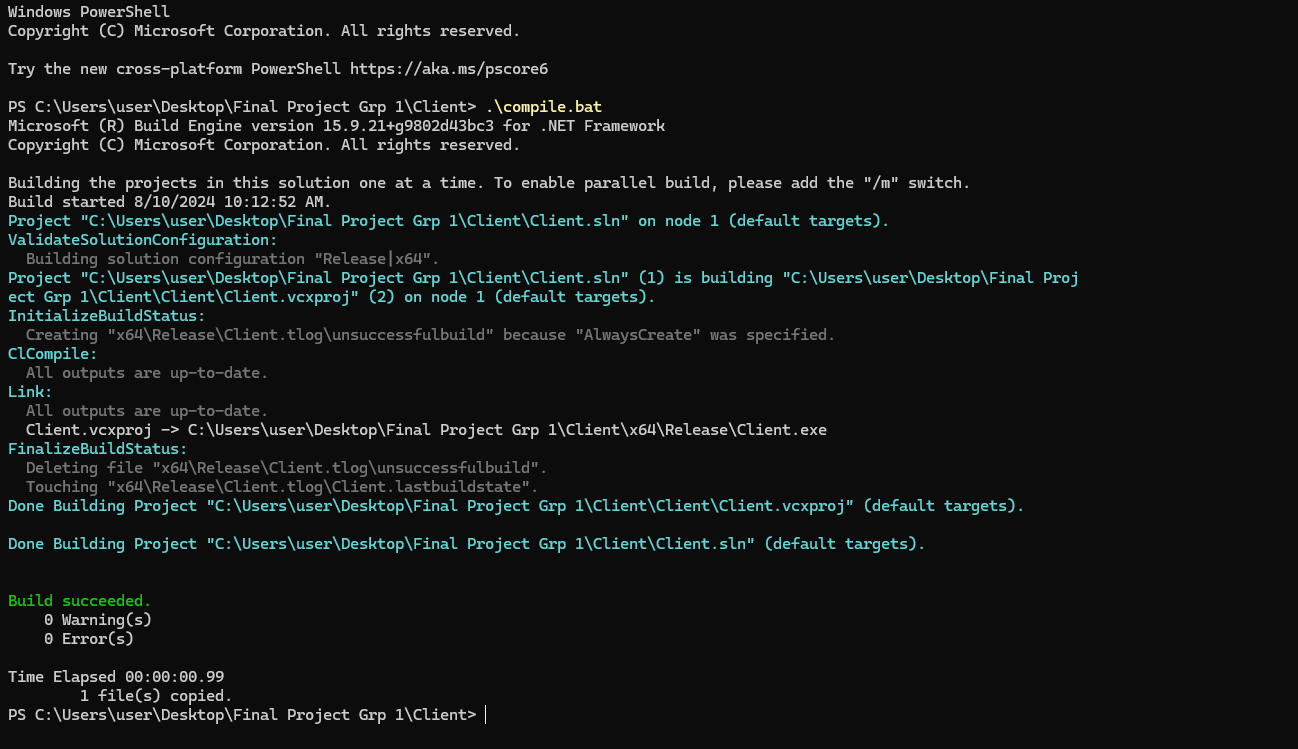 Windows PowerShell
Copyright (C) Microsoft Corporation. All rights reserved.
Try the new cross-platform PowerShell https://aka.ms/pscore6
PS C:\Users\user\Desktop\Final Project Grp 1\Client> .\compile.bat
Microsoft (R) Build Engine version 15.9.21+g9802d43bc3 for .NET Framework
Copyright (C) Microsoft Corporation. All rights reserved.
Building the projects in this solution one at a time. To enable parallel build, please add the "/m" switch.
Build started 8/10/2024 10:12:52 AM.
Project "C:\Users\user\Desktop\Final Project Grp 1\Client\Client.sln" on node 1 (default targets).
ValidateSolutionConfiguration:
  Building solution configuration "Release|x64".
Project "C:\Users\user\Desktop\Final Project Grp 1\Client\Client.sln" (1) is building "C:\Users\user\Desktop\Final Proj
ect Grp 1\Client\Client\Client.vcxproj" (2) on node 1 (default targets).
InitializeBuildStatus:
  Creating "x64\Release\Client.tlog\unsuccessfulbuild" because "AlwaysCreate" was specified.
ClCompile:
  All outputs are up-to-date.
Link:
  All outputs are up-to-date.
  Client.vcxproj -> C:\Users\user\Desktop\Final Project Grp 1\Client\x64\Release\Client.exe
FinalizeBuildStatus:
  Deleting file "x64\Release\Client.tlog\unsuccessfulbuild".
  Touching "x64\Release\Client.tlog\Client.lastbuildstate".
Done Building Project "C:\Users\user\Desktop\Final Project Grp 1\Client\Client\Client.vcxproj" (default targets).
Done Building Project "C:\Users\user\Desktop\Final Project Grp 1\Client\Client.sln" (default targets).
Build succeeded.
    0 Warning(s)
    0 Error(s)
Time Elapsed 00:00:00.99
        1 file(s) copied.
PS C:\Users\user\Desktop\Final Project Grp 1\Client>